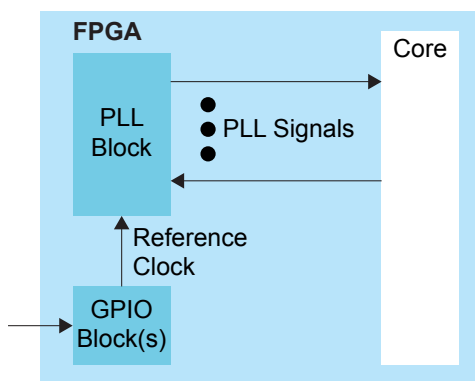 FPGA
Core
PLL
Block
PLL Signals
Reference
Clock
GPIO
Block(s)